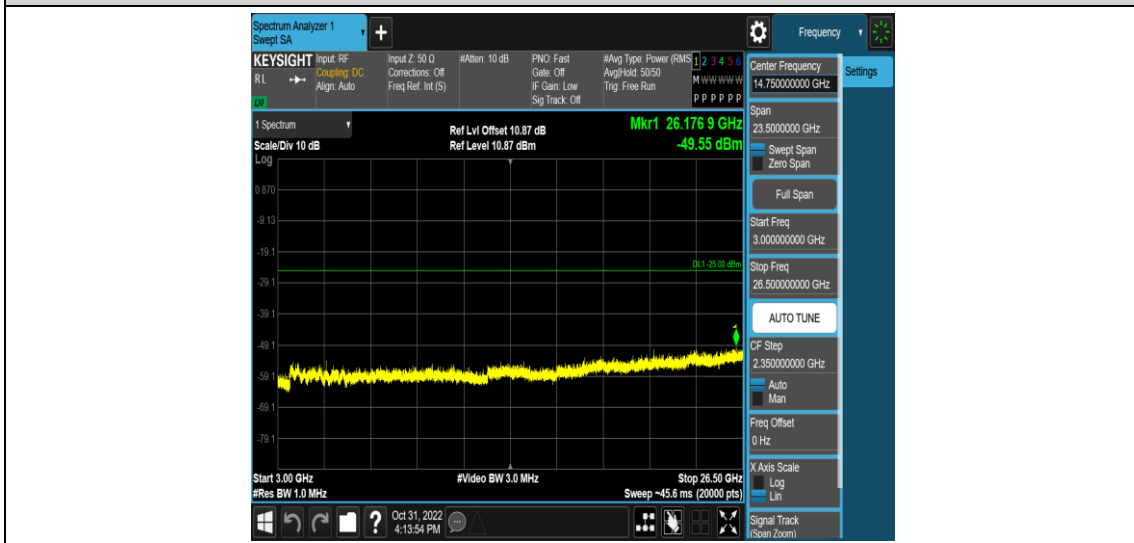 Spectrum Analyzer 1
Swept SA
+
Frequency
KEYSIGHT
RL
LXI
Input: RF
Coupling: DC
Align: Auto
Input Z: 50 Ω
Corrections: Off
Freq Ref: Int (S)
#Atten: 10 dB
PNO: Fast
Gate: Off
IF Gain: Low
Sig Track: Off
#Avg Type: Power (RMS
Avg|Hold: 50/50
Trig: Free Run
1 2 3 4 5 6
M W W W W W
P P P P P P
1 Spectrum
Scale/Div 10 dB
Ref Lvl Offset 10.87 dB
Ref Level 10.87 dBm
Mkr1 26.176 9 GHz
-49.55 dBm
Log
0.870
-9.13
-19.1
DL1 -25.00 dBm
-29.1
-39.1
-49.1
-59.1
-69.1
-79.1
Start 3.00 GHz
#Res BW 1.0 MHz
#Video BW 3.0 MHz
Stop 26.50 GHz
Sweep ~45.6 ms (20000 pts)
Center Frequency
14.750000000 GHz
Settings
Span
23.5000000 GHz
Swept Span
Zero Span
Full Span
Start Freq
3.000000000 GHz
Stop Freq
26.500000000 GHz
AUTO TUNE
CF Step
2.350000000 GHz
Auto
Man
Freq Offset
0 Hz
X Axis Scale
Log
Lin
Signal Track
(Span Zoom)
?
Oct 31, 2022
4:13:54 PM